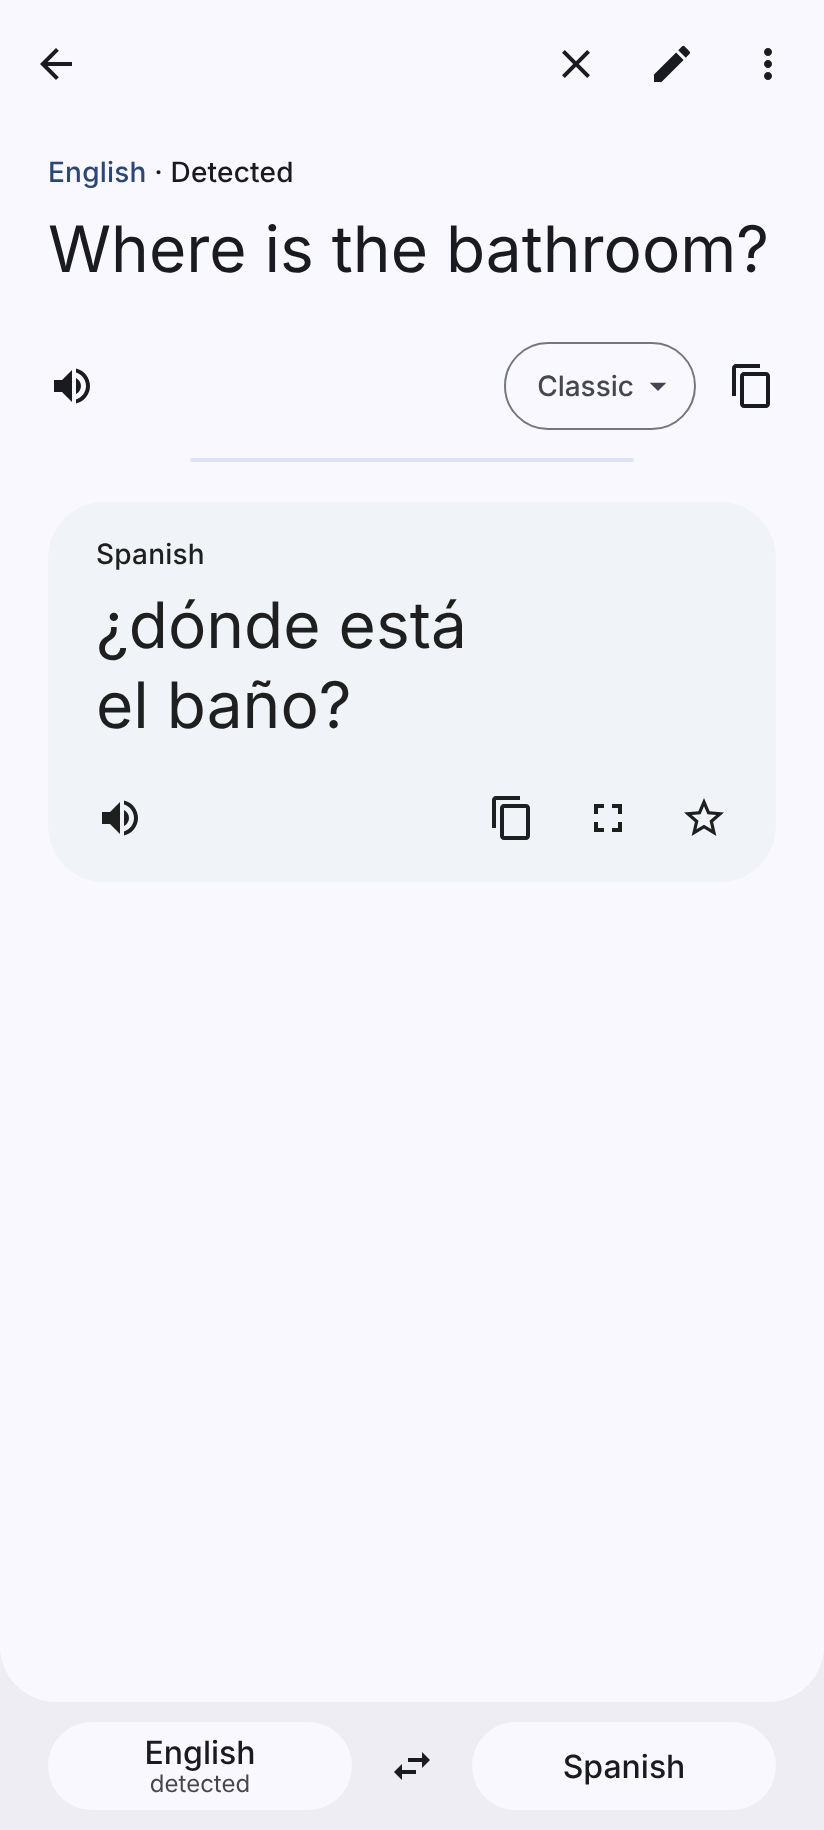 English · Detected
Where is the bathroom?
Classic
Spanish
¿dónde está
el baño?
English
detected
Spanish